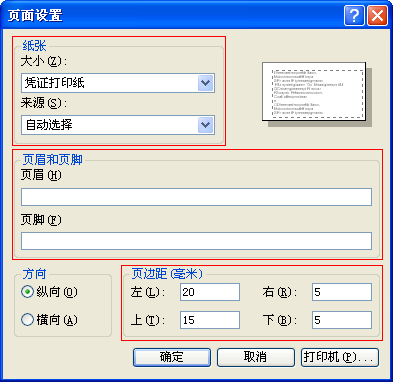 页面设置
纸张
大小(Z):
凭证打印纸
来源(S):
自动选择
页眉和页脚
页眉(H)
页脚(F)
方向
纵向(O)
横向(A)
页边距(毫米)
左(L): 20 右(R): 5
上(T): 15 下(B): 5
确定 取消 打印机(P)...